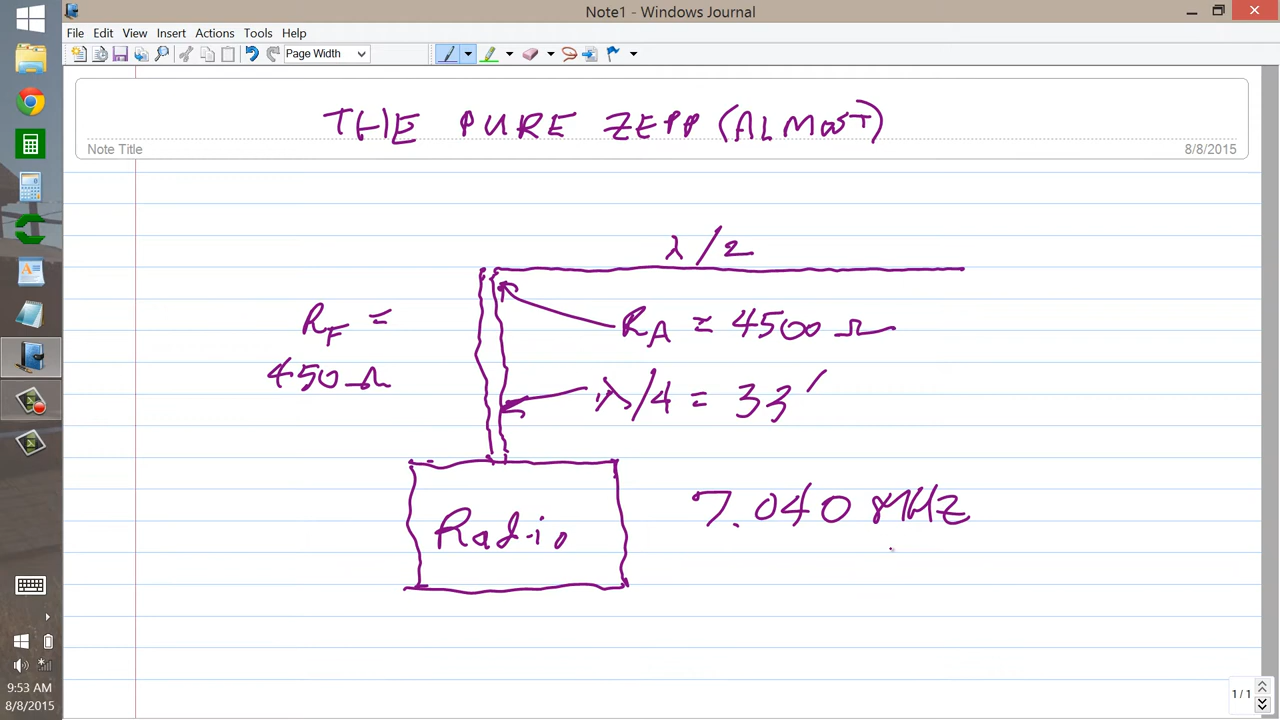 Note1 - Windows Journal
File Edit View Insert Actions Tools Help
Page Width
THE PURE ZEPP (ALMOST)
Note Title
8/8/2015
λ/2
R_F =
450 Ω
R_A = 4500 Ω
λ/4 = 33'
Radio
7.040 MHZ
9:53 AM
8/8/2015
1 / 1